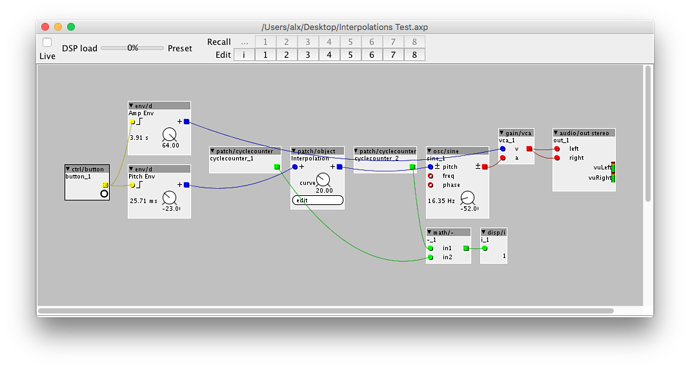 /Users/alx/Desktop/Interpolations Test.axp
Live
DSP load
0%
Preset
Recall ... 1 2 3 4 5 6 7 8
Edit i 1 2 3 4 5 6 7 8
env/d
Amp Env
+
3.91 s
64.00
ctrl/button
button_1
env/d
Pitch Env
+
25.71 ms
-23.0
patch/cyclecounter
cyclecounter_1
patch/object
Interpolation
+ +
curve
20.00
edit
patch/cyclecounter
cyclecounter_2
osc/sine
sine_1
± pitch ±
freq
phase
16.35 Hz
-52.0
gain/vca
vca_1
v
a
audio/out stereo
out_1
left
right
vuLeft
vuRight
math/-
-_1
in1
in2
disp/i
i_1
1